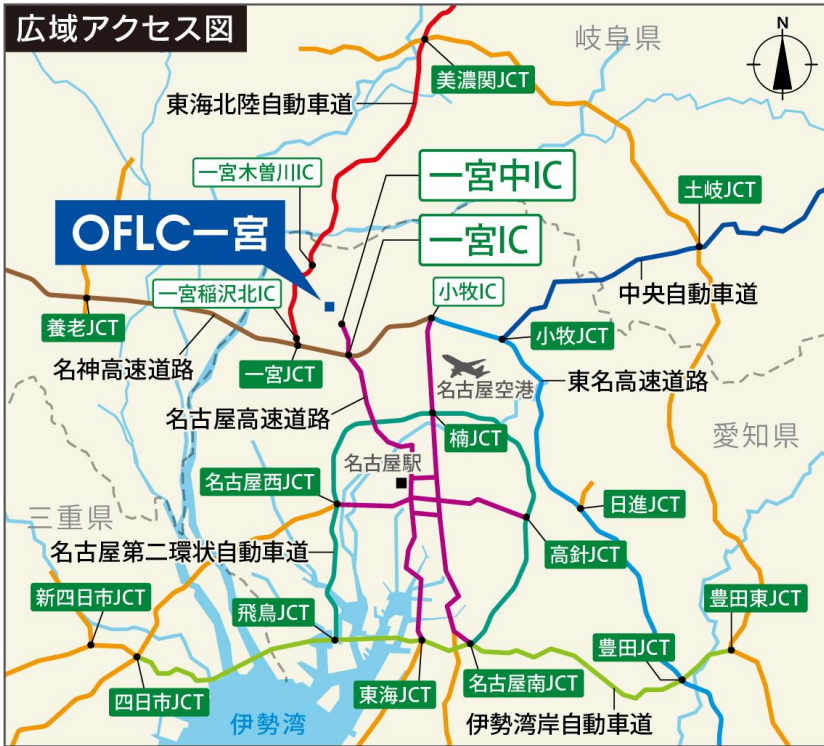 広域アクセス図
N
岐阜県
美濃関JCT
東海北陸自動車道
一宮木曽川IC
一宮中IC
土岐JCT
OFLC一宮
一宮IC
中央自動車道
一宮稲沢北IC
小牧IC
養老JCT
小牧JCT
名神高速道路
一宮JCT
名古屋空港
東名高速道路
名古屋高速道路
楠JCT
愛知県
名古屋駅
名古屋西JCT
日進JCT
三重県
名古屋第二環状自動車道
高針JCT
新四日市JCT
飛鳥JCT
豊田東JCT
豊田JCT
四日市JCT
東海JCT
名古屋南JCT
伊勢湾
伊勢湾岸自動車道